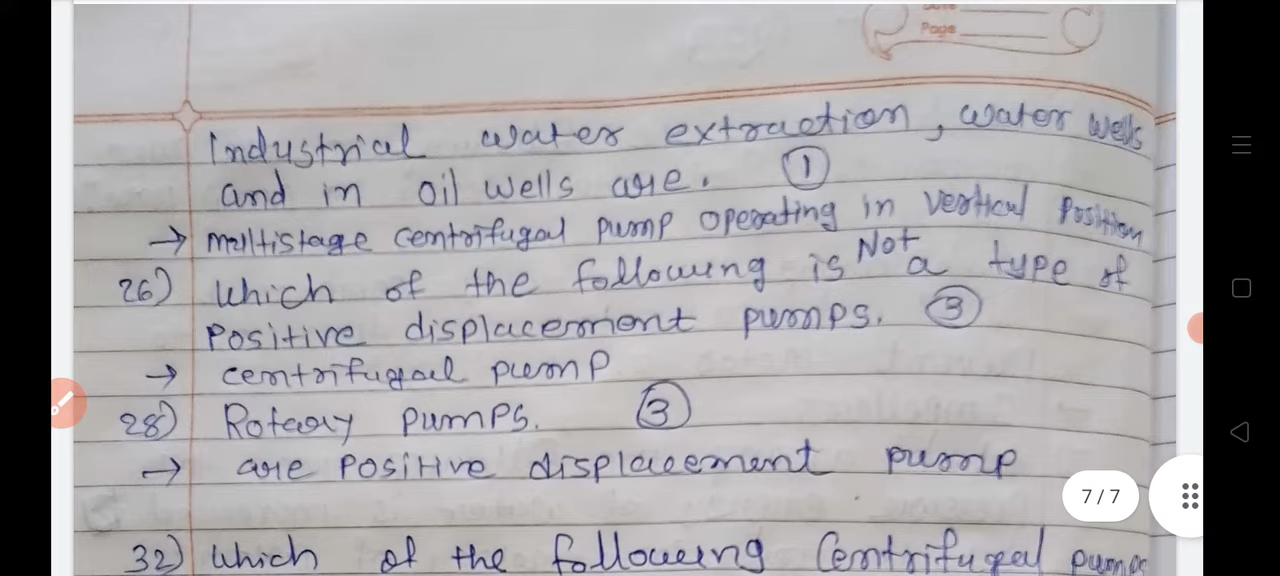 Page
Industrial water extraction, water wells
and in oil wells are. ①
→ multistage centrifugal pump operating in vertical position
26) which of the following is Not a type of
Positive displacement pumps. ③
→ centrifugal pump
28) Rotary pumps. ③
→ are positive displacement pump
7/7
32) which of the following Centrifugal pumps